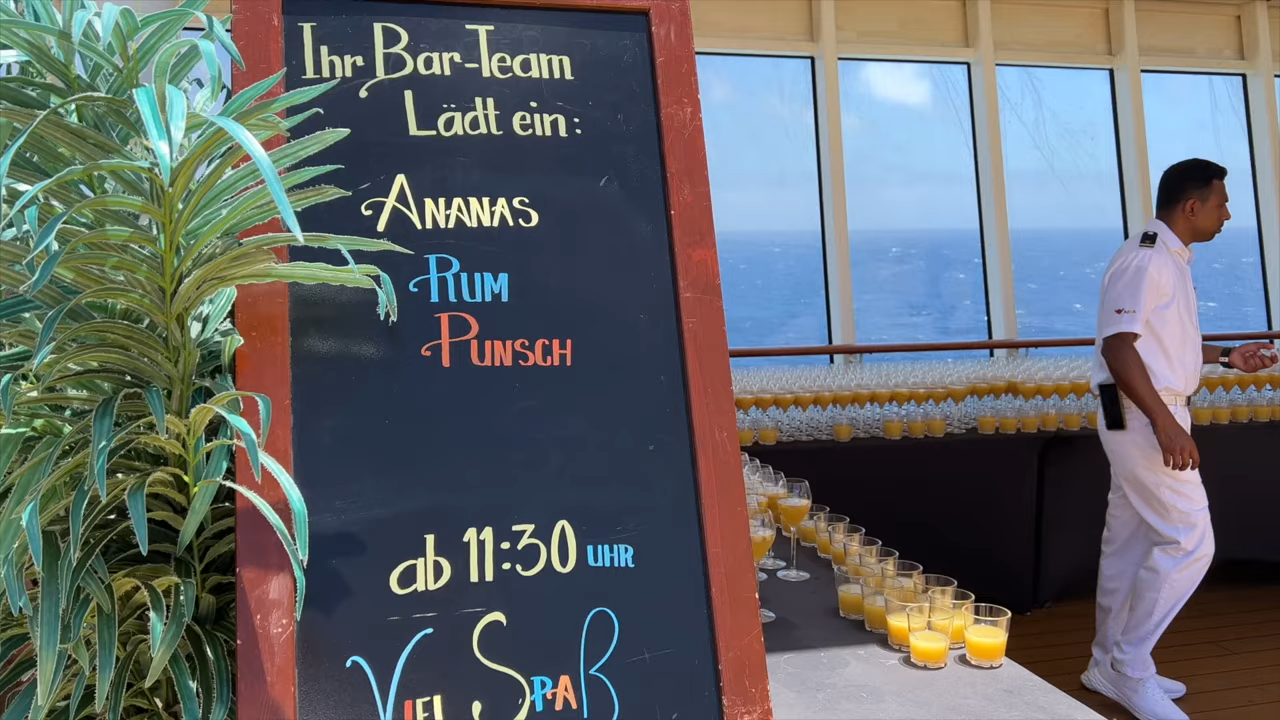 Ihr Bar-Team
Lädt ein:
ANANAS
RUM
PUNSCH
ab 11:30 UHR
VIEL SPAß